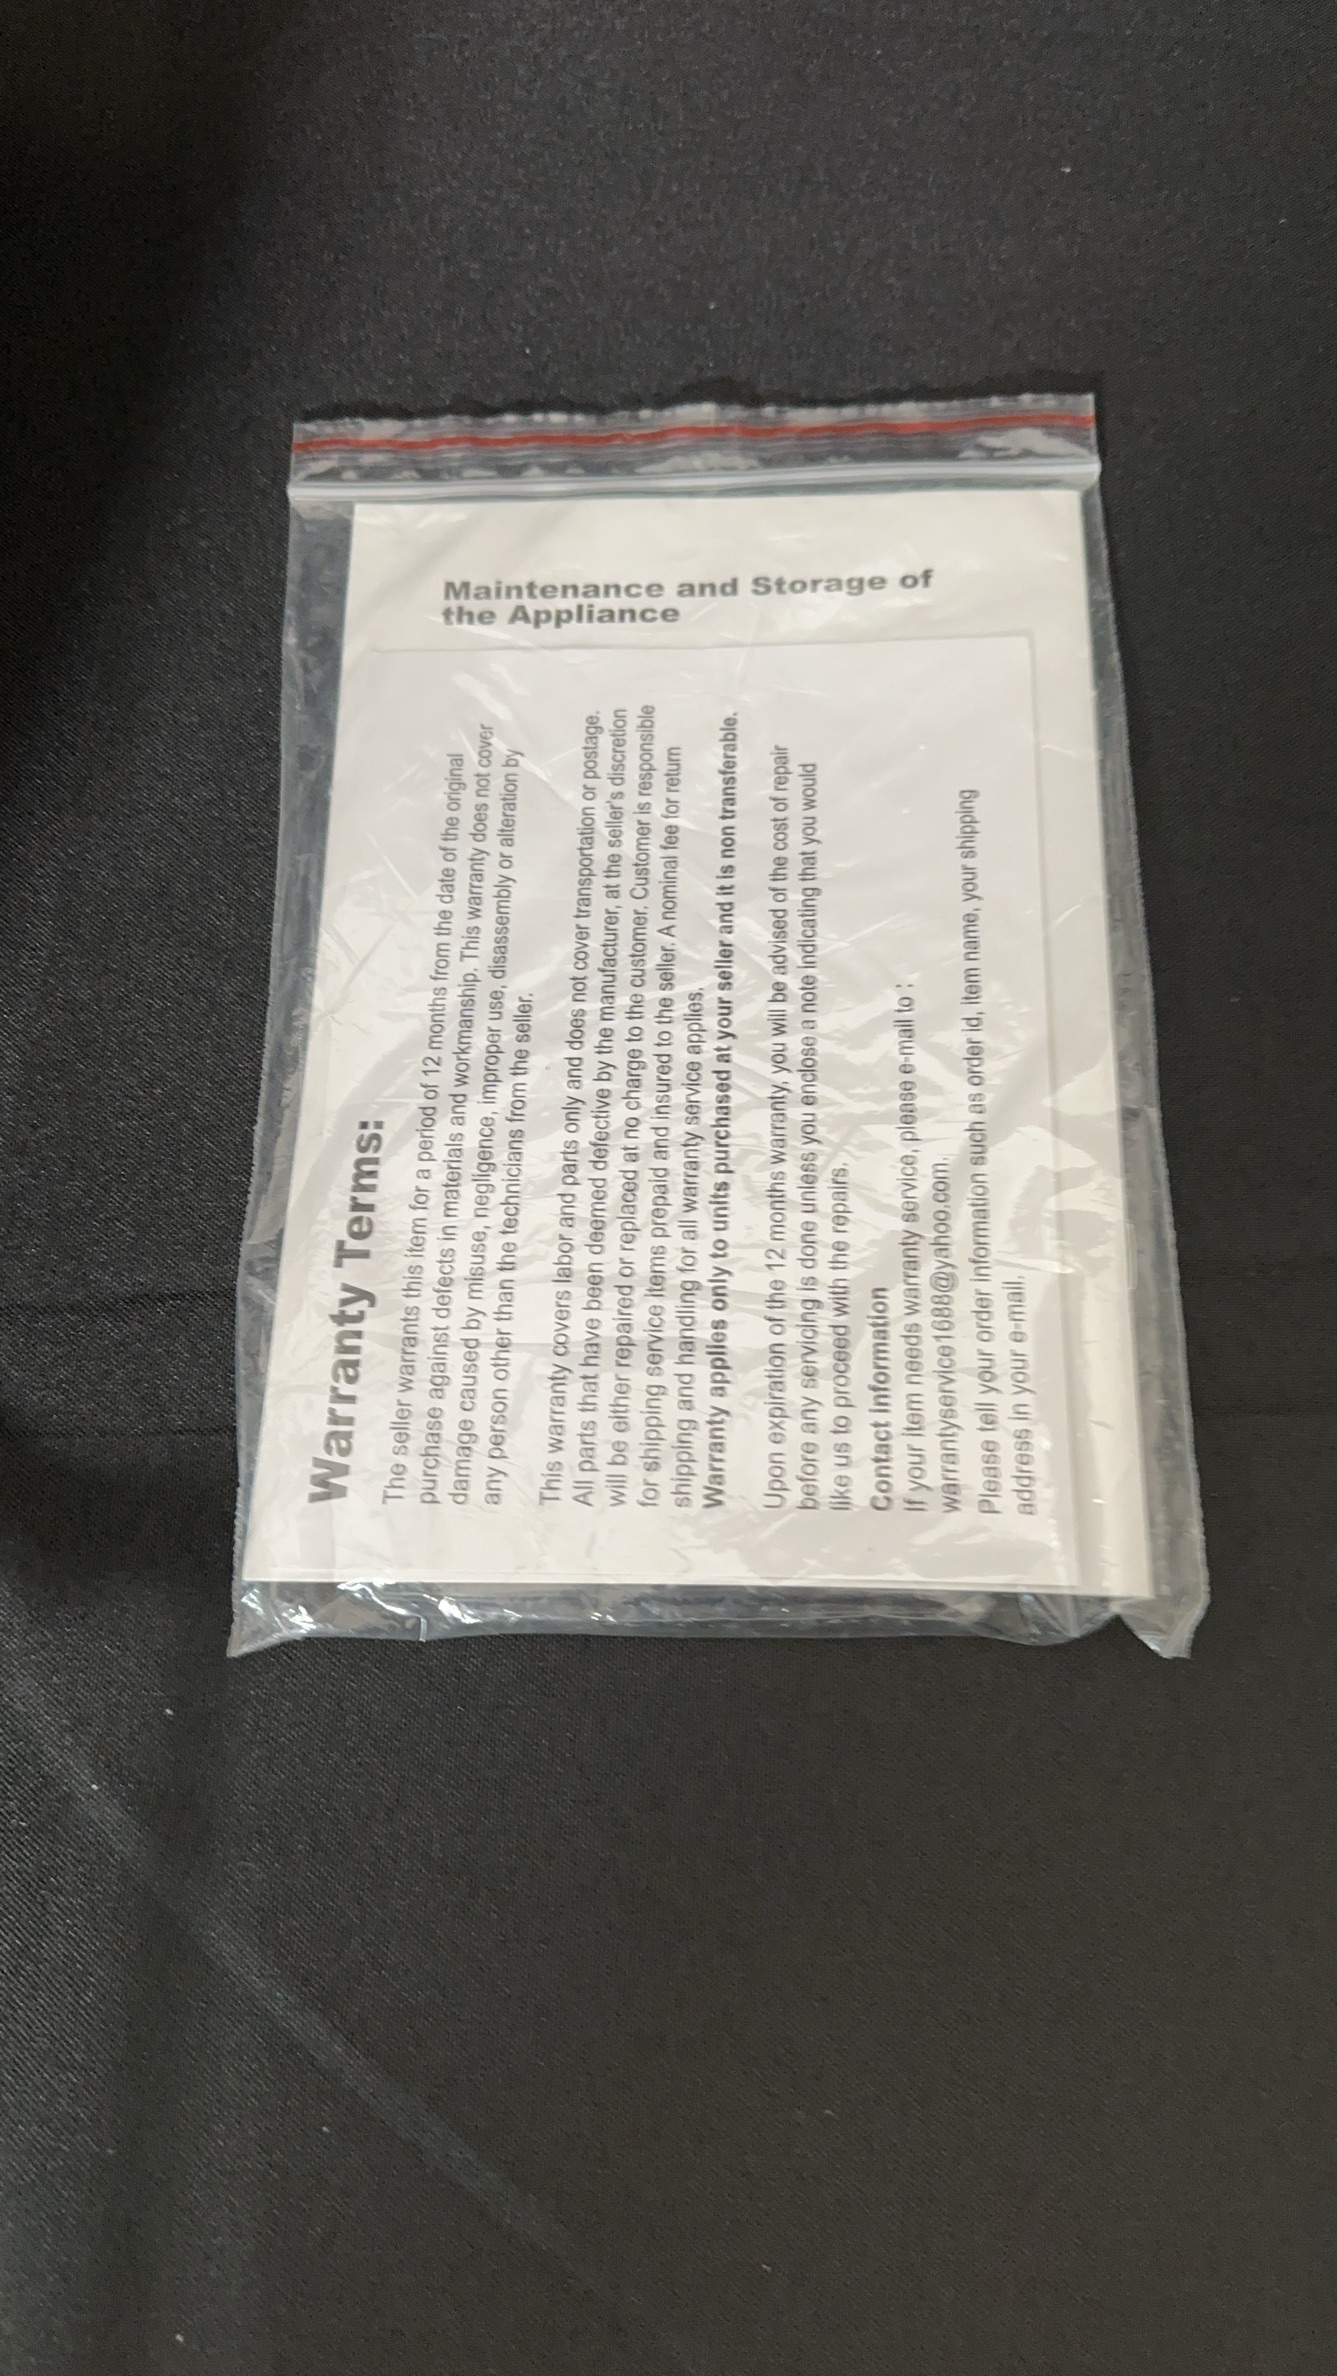 Maintenance and Storage of
the Appliance
Warranty Terms:
The seller warrants this item for a period of 12 months from the date of the original
purchase against defects in materials and workmanship. This warranty does not cover
damage caused by misuse, negligence, improper use, disassembly or alteration by
any person other than the technicians from the seller.
This warranty covers labor and parts only and does not cover transportation or postage.
All parts that have been deemed defective by the manufacturer, at the seller's discretion
will be either repaired or replaced at no charge to the customer. Customer is responsible
for shipping service items prepaid and insured to the seller. A nominal fee for return
shipping and handling for all warranty service applies.
Warranty applies only to units purchased at your seller and it is non transferable.
Upon expiration of the 12 months warranty, you will be advised of the cost of repair
before any servicing is done unless you enclose a note indicating that you would
like us to proceed with the repairs.
Contact information
If your item needs warranty service, please e-mail to :
warrantyservice1688@yahoo.com.
Please tell your order information such as order id, item name, your shipping
address in your e-mail.